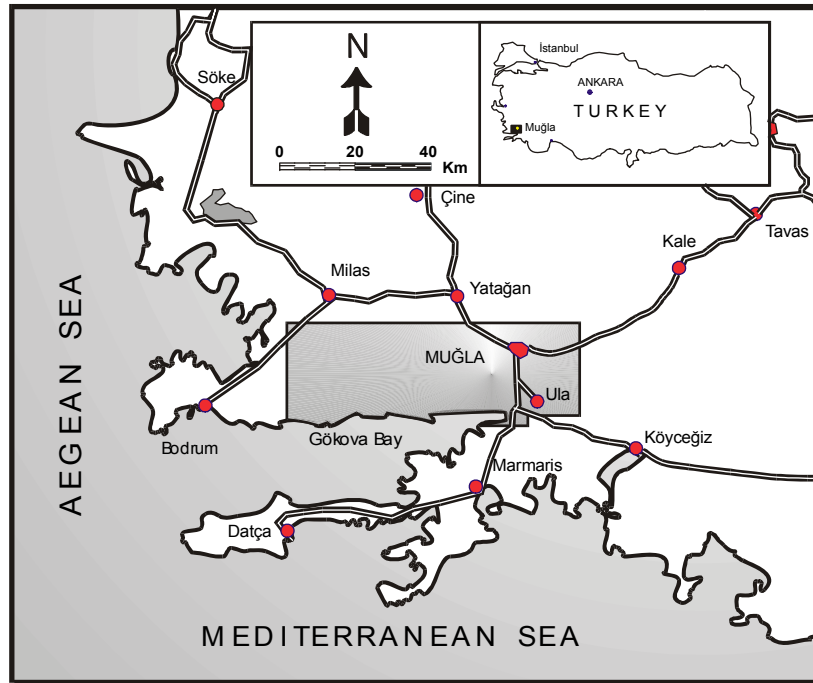 N
0 20 40
Km
İstanbul
ANKARA
TURKEY
Muğla
Söke
Çine
Tavas
Kale
Milas
Yatağan
MUĞLA
Ula
Bodrum
Gökova Bay
Köyceğiz
Marmaris
Datça
AEGEAN SEA
MEDITERRANEAN SEA